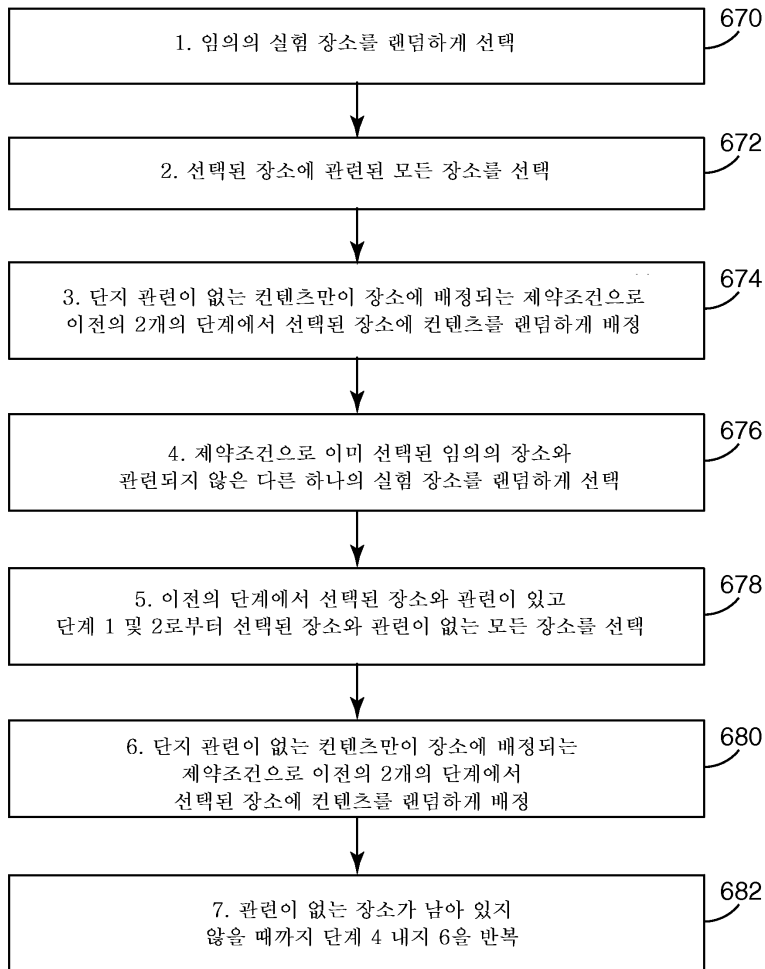 1. 임의의 실험 장소를 랜덤하게 선택
670
2. 선택된 장소에 관련된 모든 장소를 선택
672
3. 단지 관련이 없는 컨텐츠만이 장소에 배정되는 제약조건으로
이전의 2개의 단계에서 선택된 장소에 컨텐츠를 랜덤하게 배정
674
4. 제약조건으로 이미 선택된 임의의 장소와
관련되지 않은 다른 하나의 실험 장소를 랜덤하게 선택
676
5. 이전의 단계에서 선택된 장소와 관련이 있고
단계 1 및 2로부터 선택된 장소와 관련이 없는 모든 장소를 선택
678
6. 단지 관련이 없는 컨텐츠만이 장소에 배정되는
제약조건으로 이전의 2개의 단계에서
선택된 장소에 컨텐츠를 랜덤하게 배정
680
7. 관련이 없는 장소가 남아 있지
않을 때까지 단계 4 내지 6을 반복
682